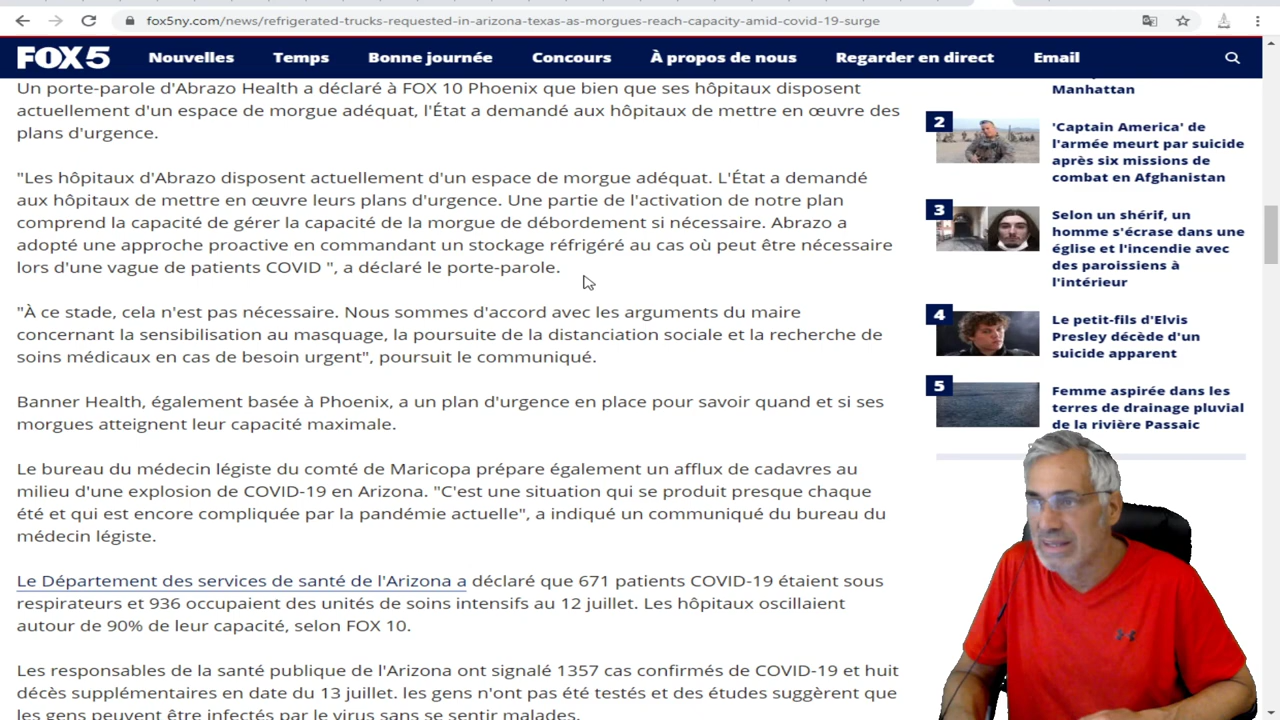 fox5ny.com/news/refrigerated-trucks-requested-in-arizona-texas-as-morgues-reach-capacity-amid-covid-19-surge
FOX 5
Nouvelles
Temps
Bonne journée
Concours
À propos de nous
Regarder en direct
Email
Un porte-parole d'Abrazo Health a déclaré à FOX 10 Phoenix que bien que ses hôpitaux disposent
actuellement d'un espace de morgue adéquat, l'État a demandé aux hôpitaux de mettre en œuvre des
plans d'urgence.
"Les hôpitaux d'Abrazo disposent actuellement d'un espace de morgue adéquat. L'État a demandé
aux hôpitaux de mettre en œuvre leurs plans d'urgence. Une partie de l'activation de notre plan
comprend la capacité de gérer la capacité de la morgue de débordement si nécessaire. Abrazo a
adopté une approche proactive en commandant un stockage réfrigéré au cas où peut être nécessaire
lors d'une vague de patients COVID ", a déclaré le porte-parole.
"À ce stade, cela n'est pas nécessaire. Nous sommes d'accord avec les arguments du maire
concernant la sensibilisation au masquage, la poursuite de la distanciation sociale et la recherche de
soins médicaux en cas de besoin urgent", poursuit le communiqué.
Banner Health, également basée à Phoenix, a un plan d'urgence en place pour savoir quand et si ses
morgues atteignent leur capacité maximale.
Le bureau du médecin légiste du comté de Maricopa prépare également un afflux de cadavres au
milieu d'une explosion de COVID-19 en Arizona. "C'est une situation qui se produit presque chaque
été et qui est encore compliquée par la pandémie actuelle", a indiqué un communiqué du bureau du
médecin légiste.
Le Département des services de santé de l'Arizona a déclaré que 671 patients COVID-19 étaient sous
respirateurs et 936 occupaient des unités de soins intensifs au 12 juillet. Les hôpitaux oscillaient
autour de 90% de leur capacité, selon FOX 10.
Les responsables de la santé publique de l'Arizona ont signalé 1357 cas confirmés de COVID-19 et huit
décès supplémentaires en date du 13 juillet. les gens n'ont pas été testés et des études suggèrent que
les gens peuvent être infectés par le virus sans se sentir malades.
Manhattan
2
'Captain America' de
l'armée meurt par suicide
après six missions de
combat en Afghanistan
3
Selon un shérif, un
homme s'écrase dans une
église et l'incendie avec
des paroissiens à
l'intérieur
4
Le petit-fils d'Elvis
Presley décède d'un
suicide apparent
5
Femme aspirée dans les
terres de drainage pluvial
de la rivière Passaic